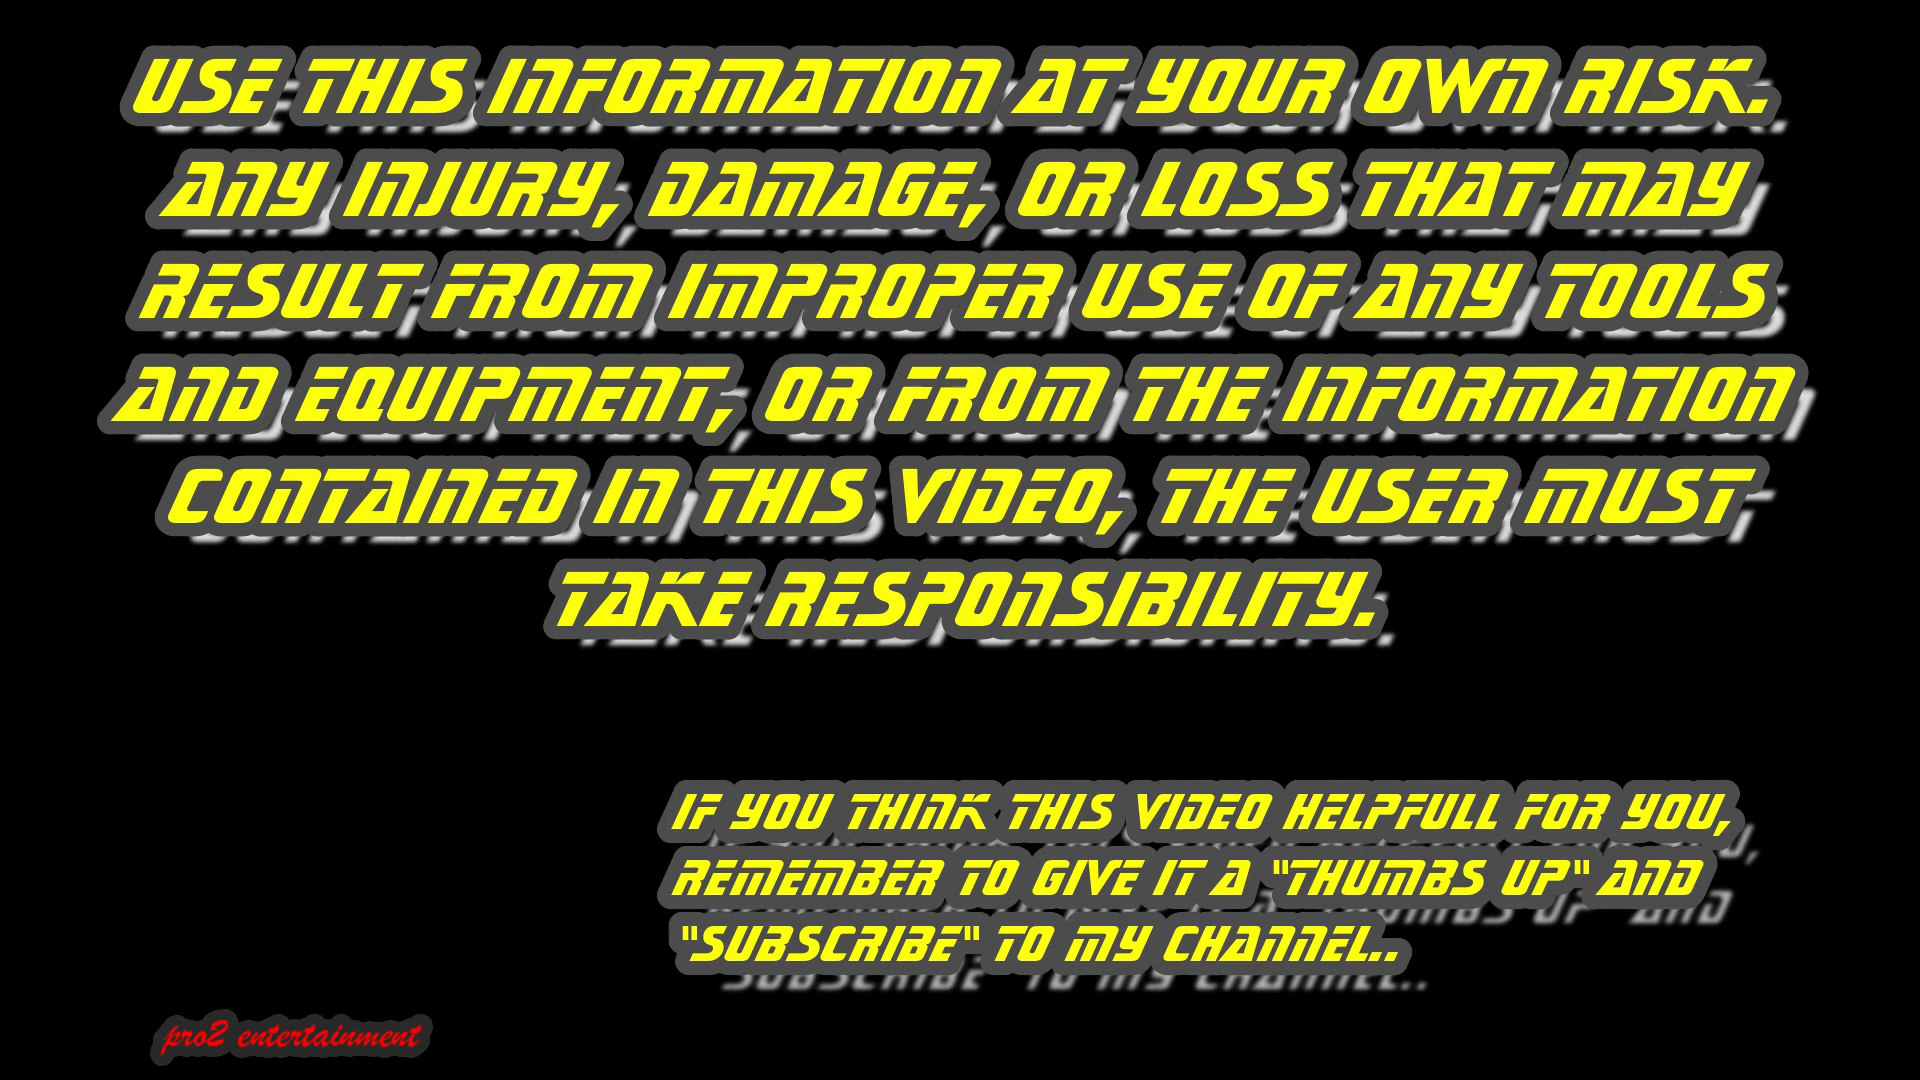 USE THIS INFORMATION AT YOUR OWN RISK.
ANY INJURY, DAMAGE, OR LOSS THAT MAY
RESULT FROM IMPROPER USE OF ANY TOOLS
AND EQUIPMENT, OR FROM THE INFORMATION
CONTAINED IN THIS VIDEO, THE USER MUST
TAKE RESPONSIBILITY.
IF YOU THINK THIS VIDEO HELPFULL FOR YOU,
REMEMBER TO GIVE IT A "THUMBS UP" AND
"SUBSCRIBE" TO MY CHANNEL..
pro2 entertainment